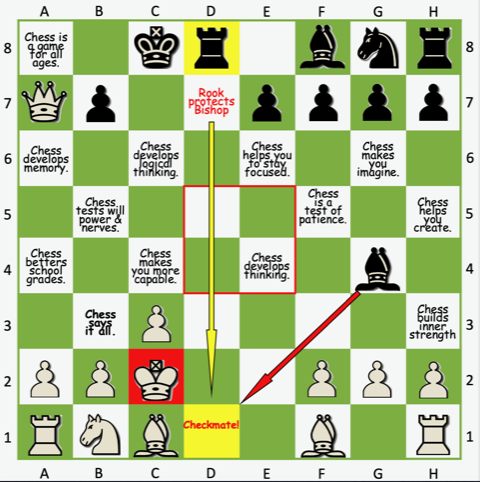 A B C D E F G H
8
Chess is
a game
for all
ages.
8
7
Rook
protects
Bishop
7
6
Chess
develops
memory.
Chess
develops
logical
thinking.
Chess
helps you
to stay
focused.
Chess
makes
you
imagine.
6
5
Chess
tests will
power &
nerves.
Chess
is a
test of
patience.
Chess
helps
you
create.
5
4
Chess
betters
school
grades.
Chess
makes
you more
capable.
Chess
develops
thinking.
4
3
Chess
says
it all.
Chess
builds
inner
strength
3
2
2
1
Checkmate!
1
A B C D E F G H